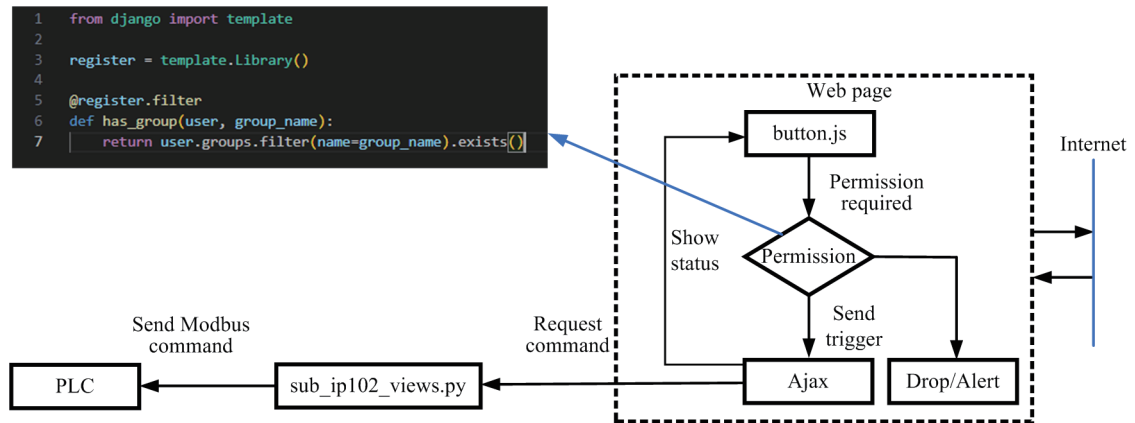 1 from django import template
2
3 register = template.Library()
4
5 @register.filter
6 def has_group(user, group_name):
7 return user.groups.filter(name=group_name).exists()
Web page
button.js
Internet
Permission
required
Show
status
Permission
Send
trigger
Send Modbus
command
Request
command
PLC
sub_ip102_views.py
Ajax
Drop/Alert